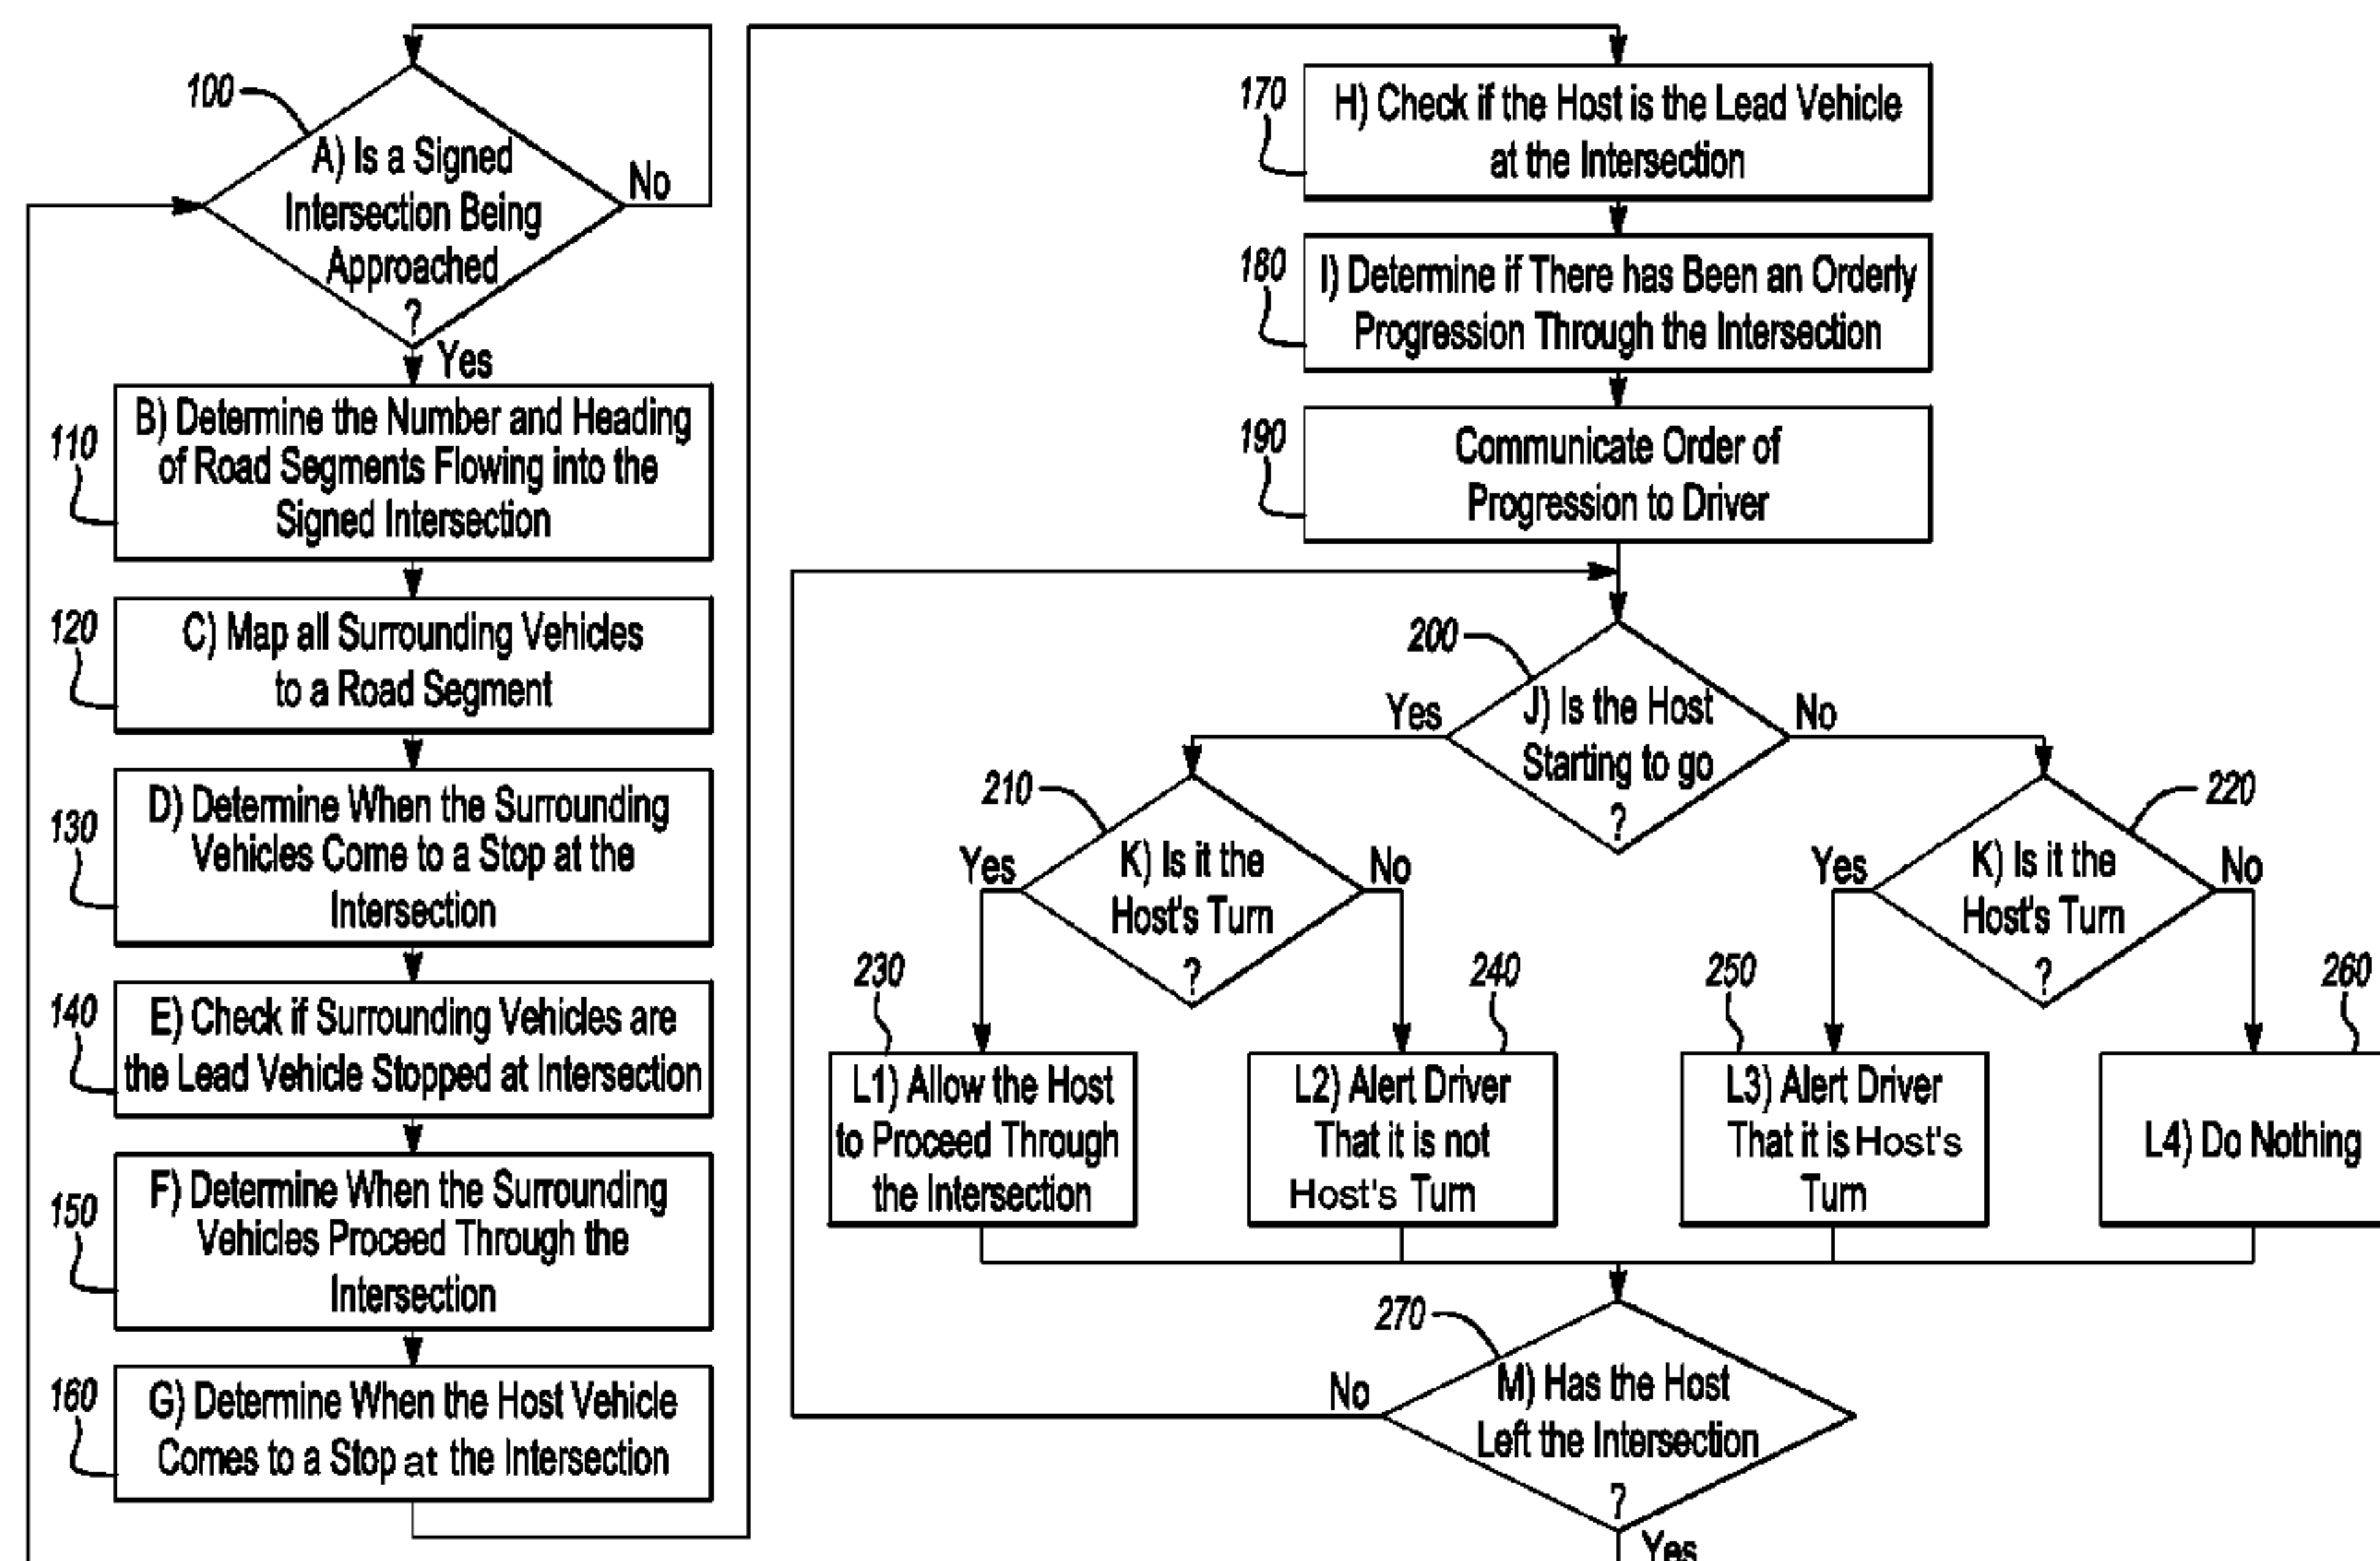 100
A) Is a Signed
Intersection Being
Approached
?
No
Yes
110
B) Determine the Number and Heading
of Road Segments Flowing into the
Signed Intersection
120
C) Map all Surrounding Vehicles
to a Road Segment
130
D) Determine When the Surrounding
Vehicles Come to a Stop at the
Intersection
140
E) Check if Surrounding Vehicles are
the Lead Vehicle Stopped at Intersection
150
F) Determine When the Surrounding
Vehicles Proceed Through the
Intersection
160
G) Determine When the Host Vehicle
Comes to a Stop at the Intersection
170
H) Check if the Host is the Lead Vehicle
at the Intersection
180
I) Determine if There has Been an Orderly
Progression Through the Intersection
190
Communicate Order of
Progression to Driver
200
J) Is the Host
Starting to go
?
Yes
No
210
K) Is it the
Host's Turn
?
Yes
No
220
K) Is it the
Host's Turn
?
Yes
No
230
L1) Allow the Host
to Proceed Through
the Intersection
240
L2) Alert Driver
That it is not
Host's Turn
250
L3) Alert Driver
That it is Host's
Turn
260
L4) Do Nothing
270
M) Has the Host
Left the Intersection
?
No
Yes